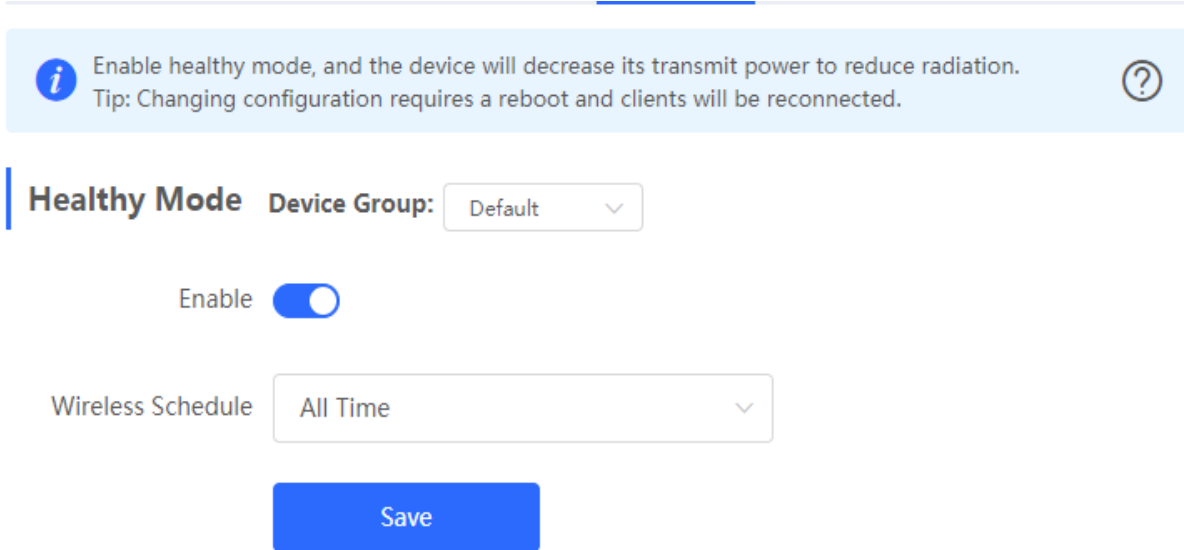 Enable healthy mode, and the device will decrease its transmit power to reduce radiation.
Tip: Changing configuration requires a reboot and clients will be reconnected.
Healthy Mode Device Group: Default
Enable
Wireless Schedule All Time
Save